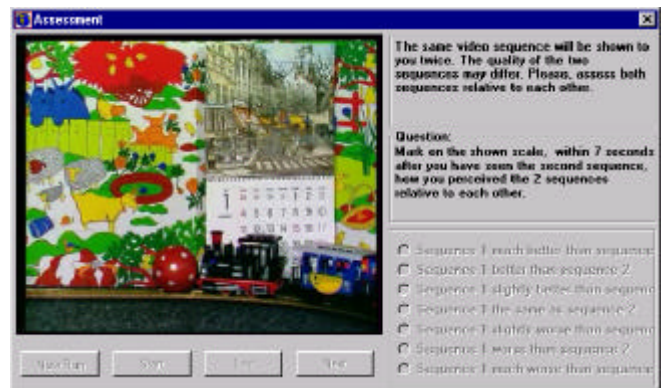 Assessment
The same video sequence will be shown to
you twice. The quality of the two
sequences may differ. Please, assess both
sequences relative to each other.
Question:
Mark on the shown scale, within 7 seconds
after you have seen the second sequence,
how you perceived the 2 sequences
relative to each other.
Sequence 1 much better than sequence
Sequence 1 better than sequence 2
Sequence 1 slightly better than sequenc
Sequence 1 the same as sequence 2
Sequence 1 slightly worse than sequenc
Sequence 1 worse than sequence 2
Sequence 1 much worse than sequence
New Run
Next